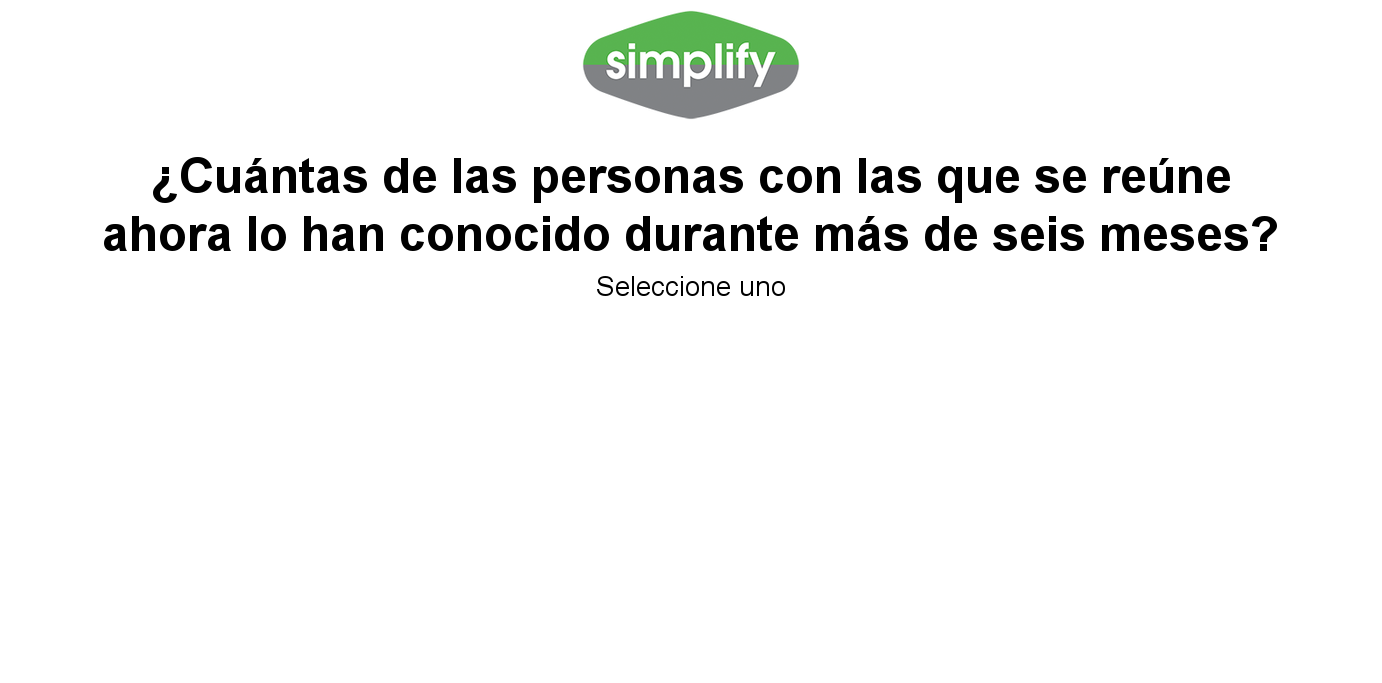 simplify
¿Cuántas de las personas con las que se reúne
ahora lo han conocido durante más de seis meses?
Seleccione uno